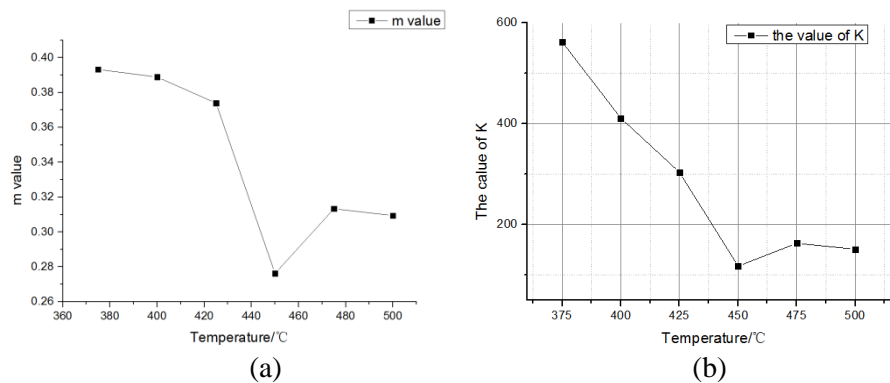 m value
0.40
0.38
0.36
0.34
0.32
0.30
0.28
0.26
m value
360 380 400 420 440 460 480 500
Temperature/℃
(a)
the value of K
600
400
200
The calue of K
375 400 425 450 475 500
Temperature/℃
(b)